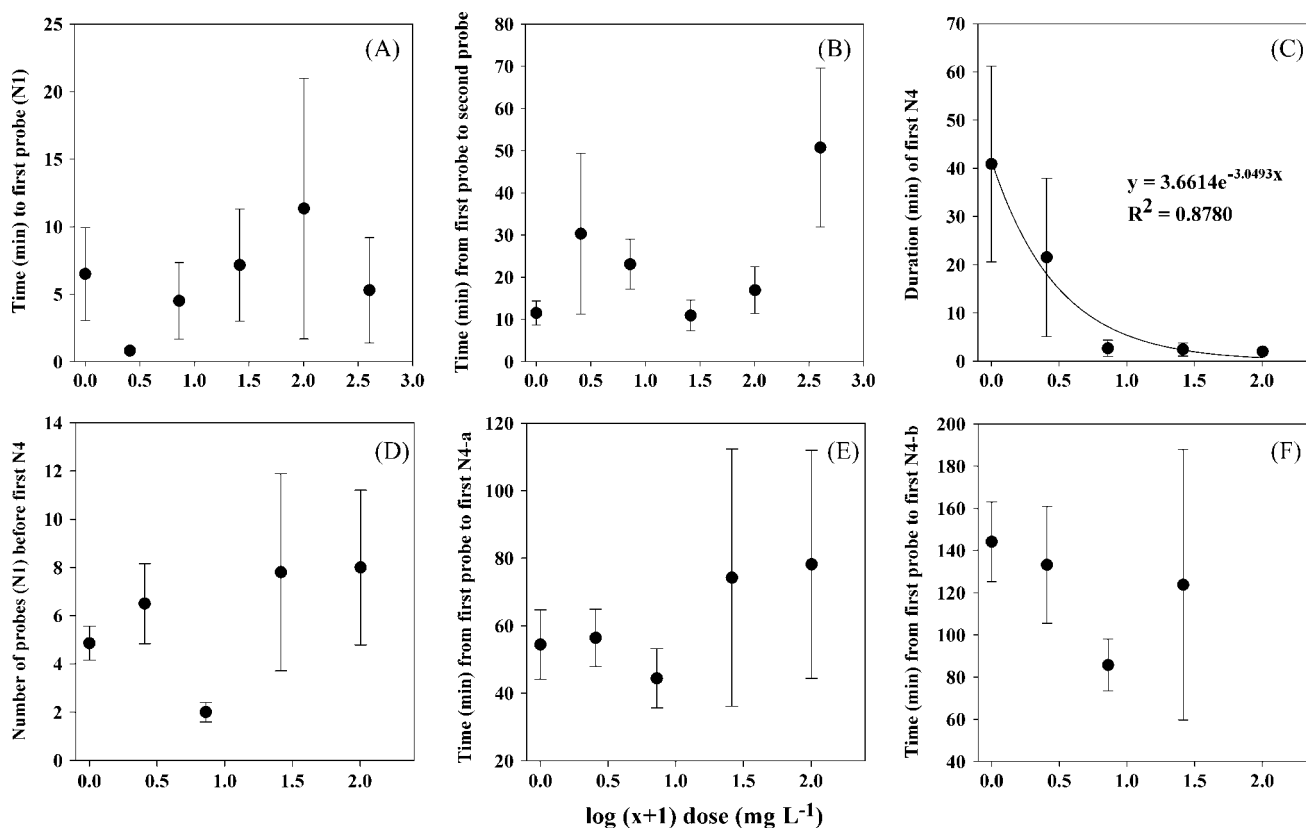 (A)
Time (min) to first probe (N1)
25
20
15
10
5
0
0.0 0.5 1.0 1.5 2.0 2.5 3.0
(B)
Time (min) from first probe to second probe
80
70
60
50
40
30
20
10
0
0.0 0.5 1.0 1.5 2.0 2.5 3.0
(C)
Duration (min) of first N4
70
60
50
40
30
20
10
0
y = 3.6614e^-3.0493x
R^2 = 0.8780
0.0 0.5 1.0 1.5 2.0
(D)
Number of probes (N1) before first N4
14
12
10
8
6
4
2
0
0.0 0.5 1.0 1.5 2.0
(E)
Time (min) from first probe to first N4-a
120
100
80
60
40
20
0.0 0.5 1.0 1.5 2.0
(F)
Time (min) from first probe to first N4-b
200
180
160
140
120
100
80
60
40
0.0 0.5 1.0 1.5 2.0
log (x+1) dose (mg L^-1)